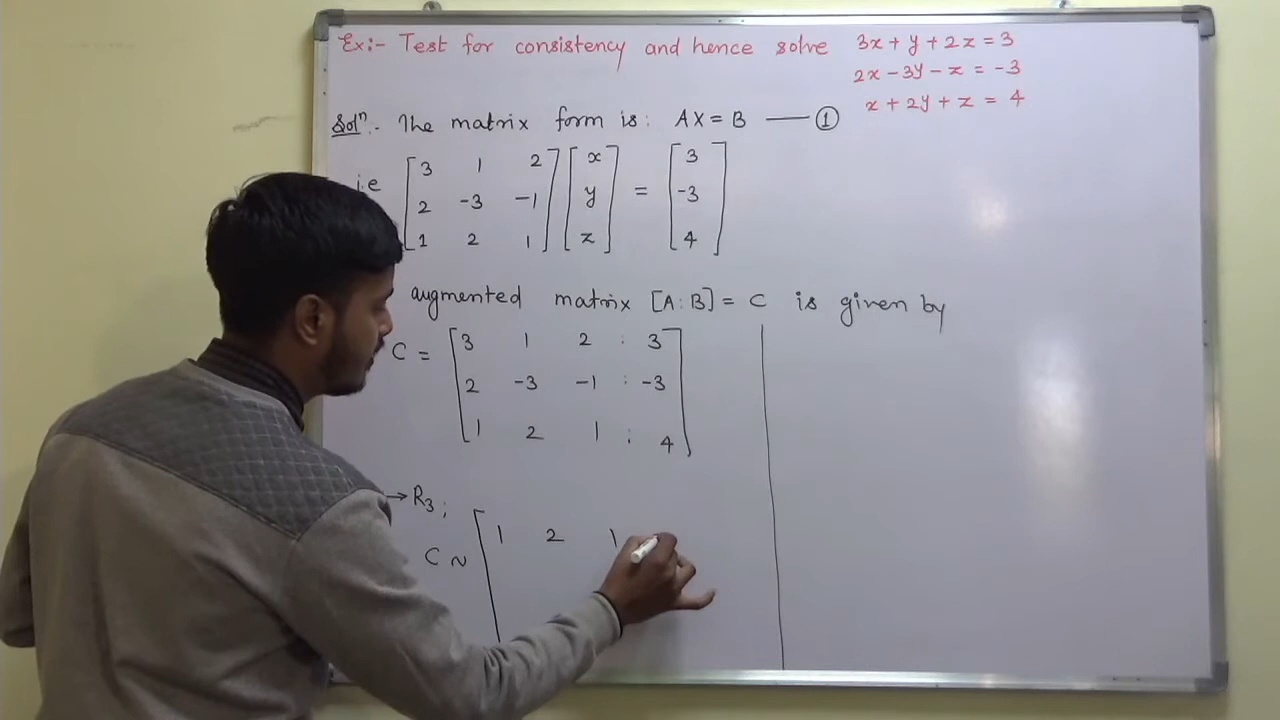 Ex:- Test for consistency and hence solve 3x + y + 2z = 3
2x - 3y - z = -3
x + 2y + z = 4
Solⁿ:- The matrix form is: AX = B —— ①
i.e [3 1 2] [x] = [3]
[2 -3 -1] [y] [-3]
[1 2 1] [z] [4]
augmented matrix [A:B] = C is given by
C = [3 1 2 : 3]
[2 -3 -1 : -3]
[1 2 1 : 4]
→ R₃ ;
C ~ [1 2 1